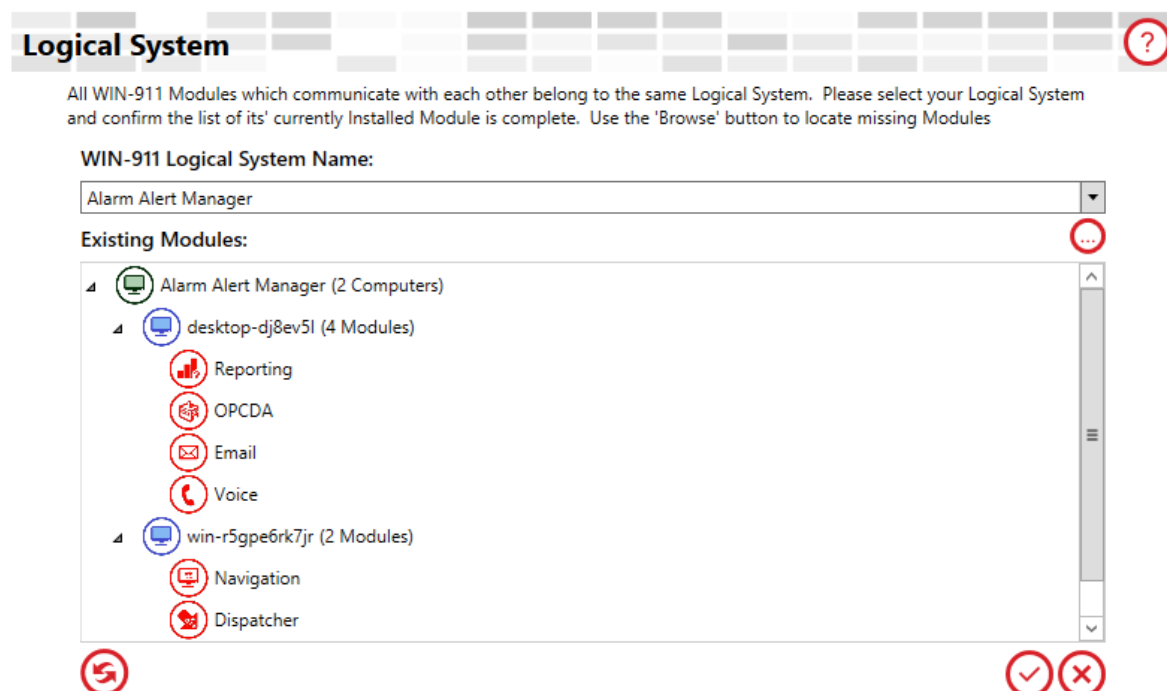 Logical System
?
All WIN-911 Modules which communicate with each other belong to the same Logical System.  Please select your Logical System
and confirm the list of its' currently Installed Module is complete.  Use the 'Browse' button to locate missing Modules
WIN-911 Logical System Name:
Alarm Alert Manager
Existing Modules:
...
Alarm Alert Manager (2 Computers)
desktop-dj8ev5l (4 Modules)
Reporting
OPCDA
Email
Voice
win-r5gpe6rk7jr (2 Modules)
Navigation
Dispatcher